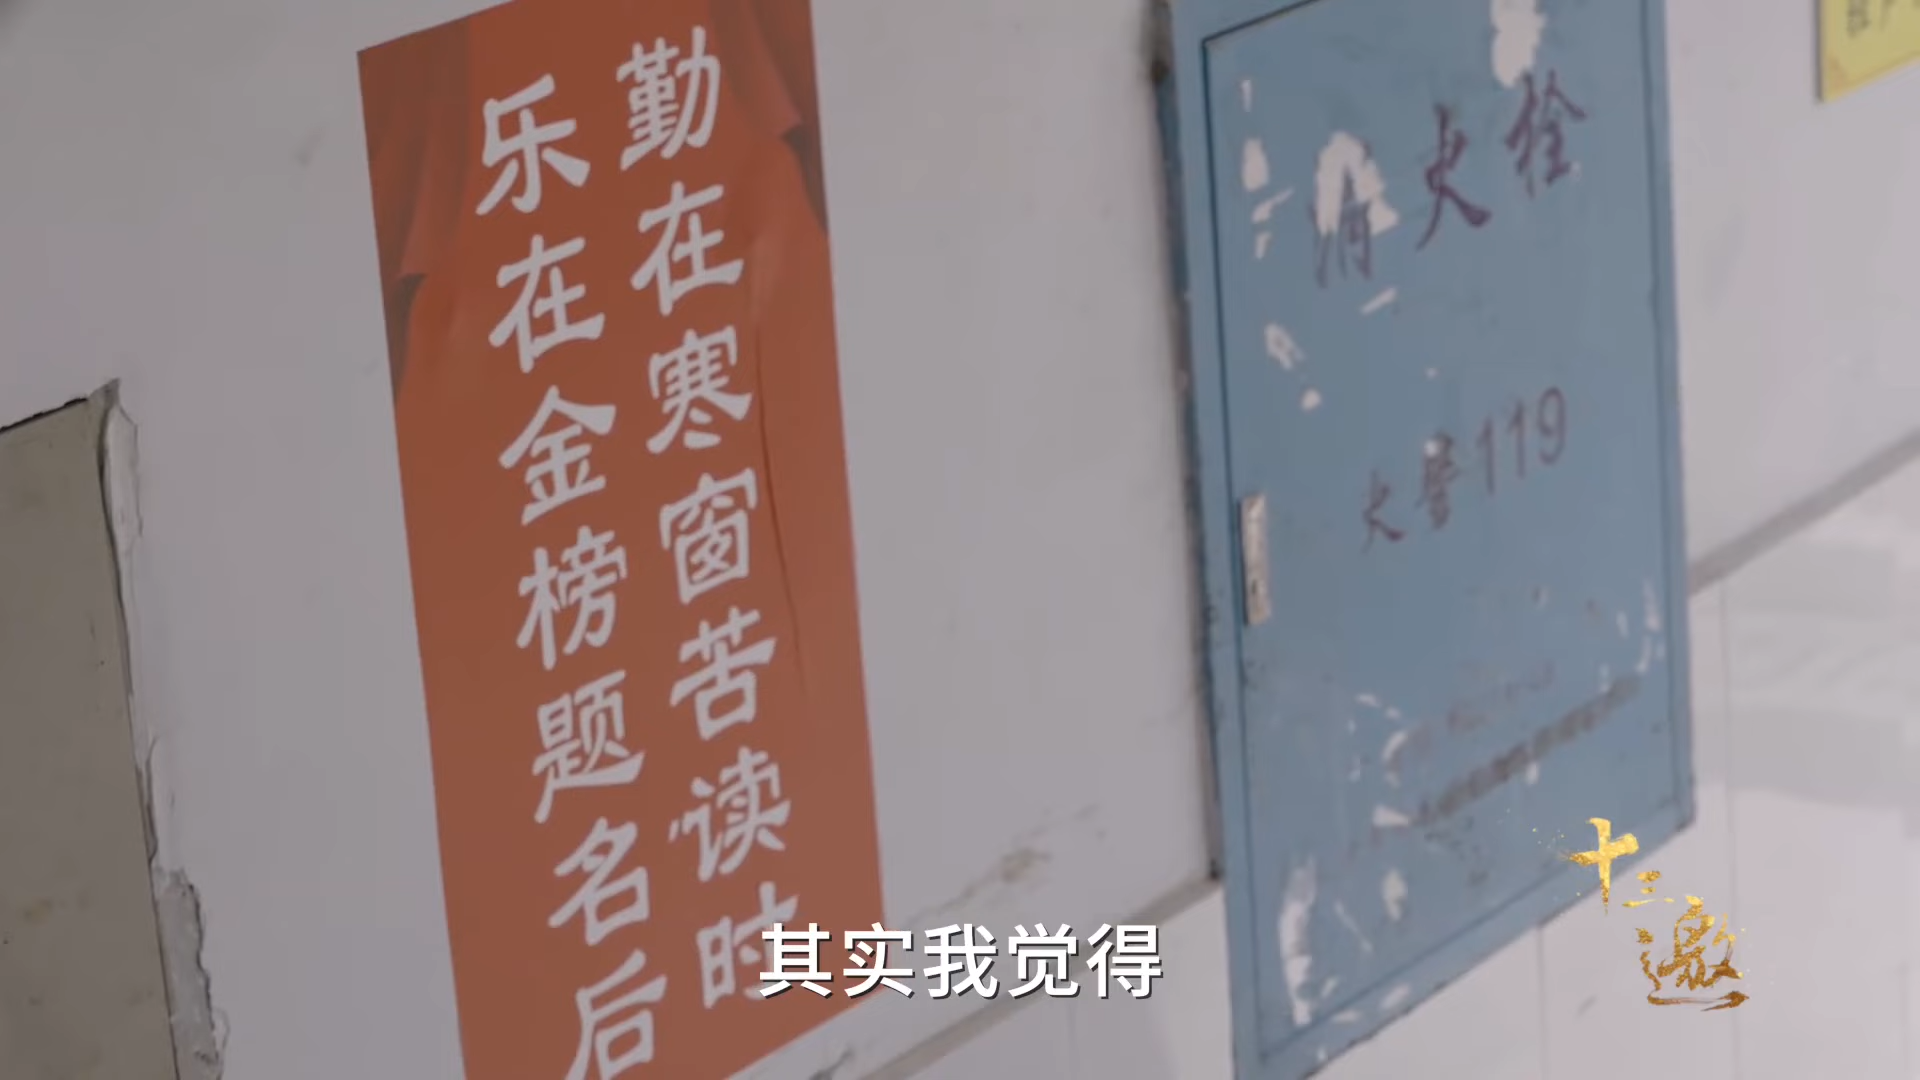 勤在寒窗苦读时
乐在金榜题名后
消火栓
火警119
其实我觉得
十三邀